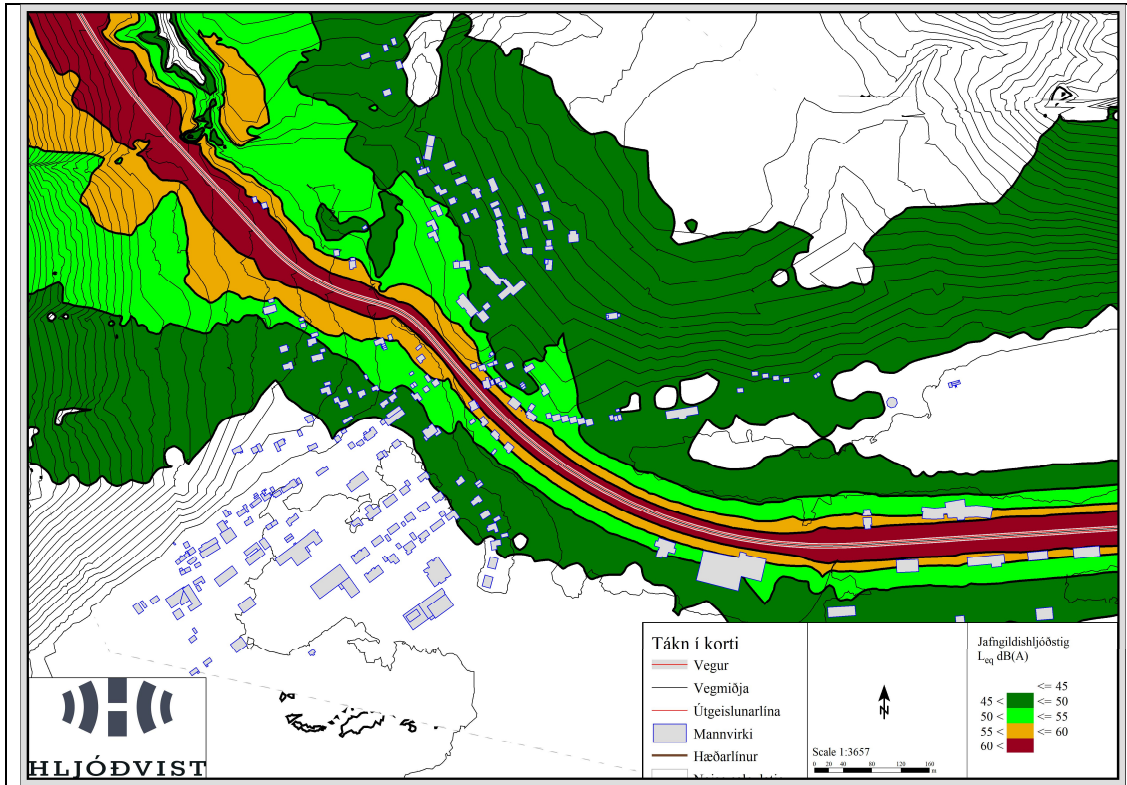 Tákn í korti
Vegur
Vegmiðja
Útgeislunarlína
Mannvirki
Hæðarlínur
N
Scale 1:3657
0 20 40 80 120 160
m
Jafngildishljóðstig
Leq dB(A)
<= 45
45 < <= 50
50 < <= 55
55 < <= 60
60 <
HLJÓÐVIST